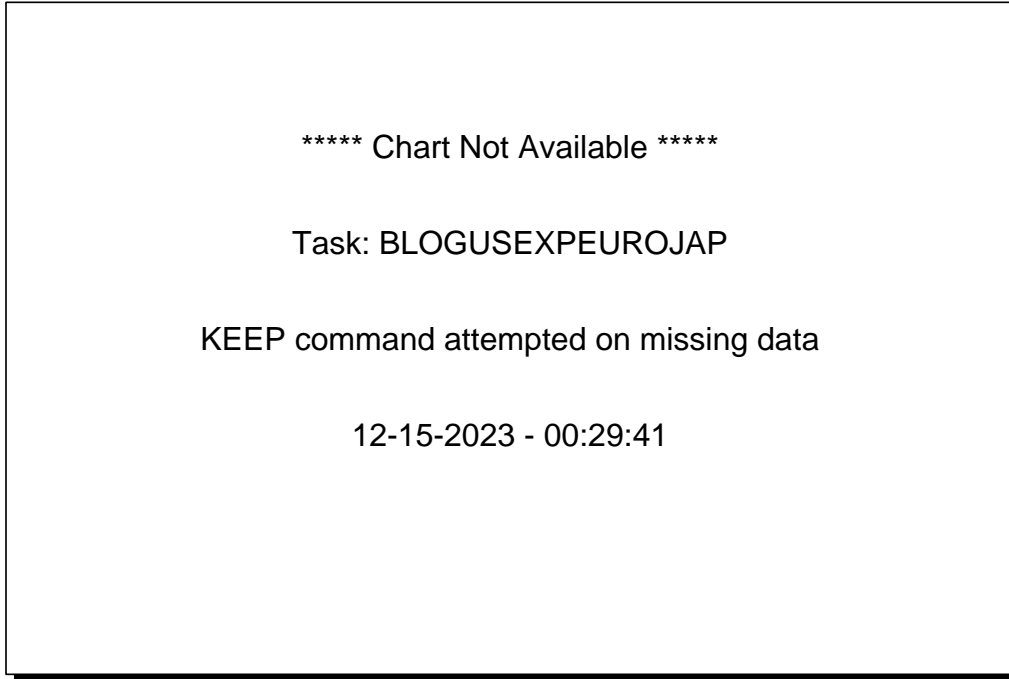 ***** Chart Not Available *****
Task: BLOGUSEXPEUROJAP
KEEP command attempted on missing data
12-15-2023 - 00:29:41